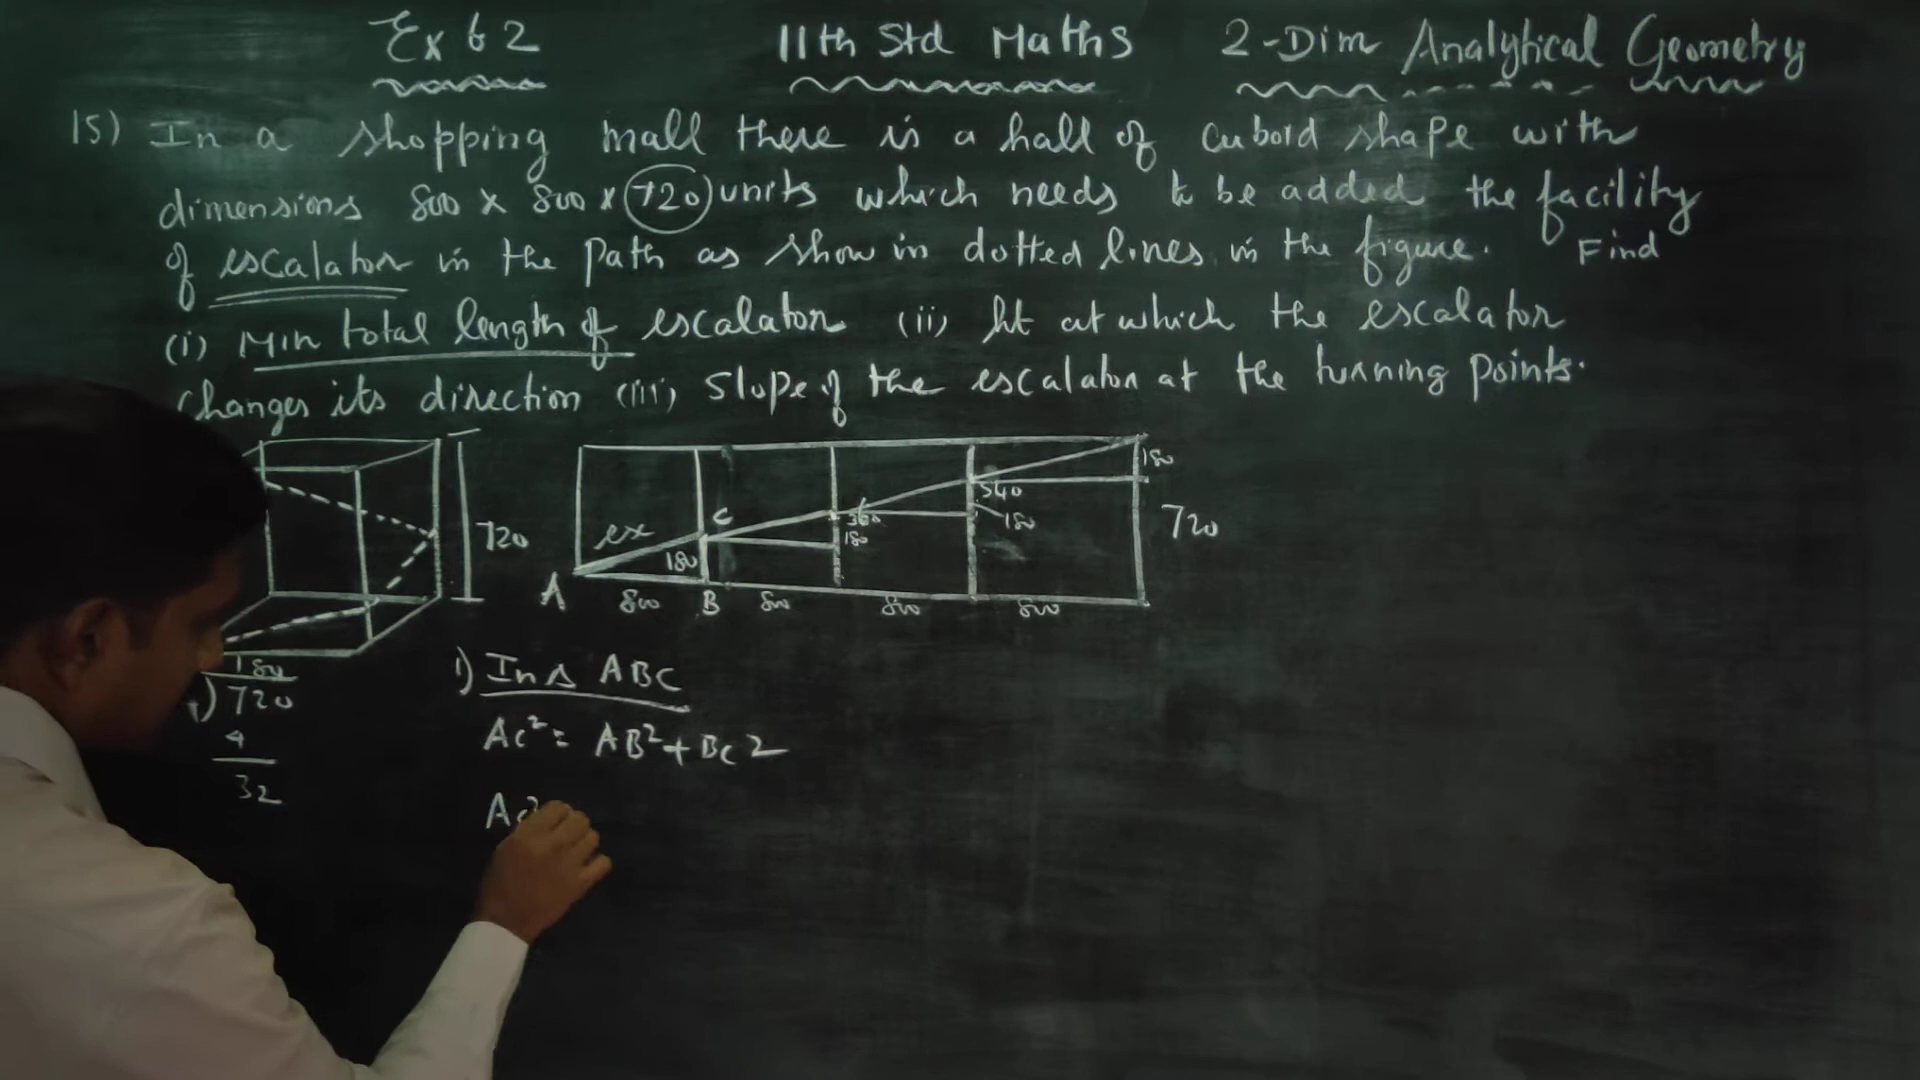 Ex 6 2 11th Std Maths 2-Dim Analytical Geometry
15) In a shopping mall there is a hall of cuboid shape with
dimensions 800 x 800 x 720 units which needs to be added the facility
of escalator in the path as show in dotted lines in the figure. Find
(i) Min total length of escalator (ii) ht at which the escalator
changes its direction (iii) slope of the escalator at the turning points.
720
A ex C 180 B
360 180
540 180
180
720
800 800 800 800
180
)720
4
32
i) In Δ ABC
AC² = AB² + BC 2
AC²